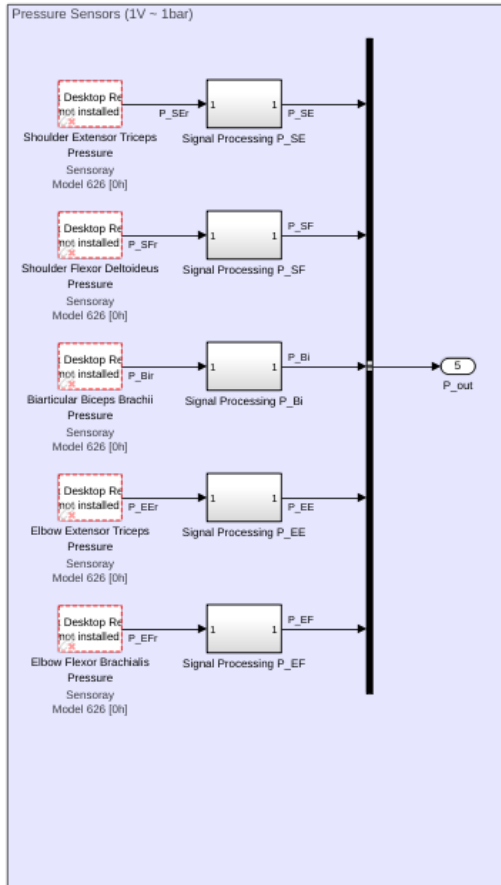 Pressure Sensors (1V ~ 1bar)
Desktop Re
not installed
P_SEr
1
1
P_SE
Shoulder Extensor Triceps
Pressure
Signal Processing P_SE
Sensoray
Model 626 [0h]
Desktop Re
not installed
P_SFr
1
1
P_SF
Shoulder Flexor Deltoideus
Pressure
Signal Processing P_SF
Sensoray
Model 626 [0h]
Desktop Re
not installed
P_Bir
1
1
P_Bi
5
P_out
Biarticular Biceps Brachii
Pressure
Signal Processing P_Bi
Sensoray
Model 626 [0h]
Desktop Re
not installed
P_EEr
1
1
P_EE
Elbow Extensor Triceps
Pressure
Signal Processing P_EE
Sensoray
Model 626 [0h]
Desktop Re
not installed
P_EFr
1
1
P_EF
Elbow Flexor Brachialis
Pressure
Signal Processing P_EF
Sensoray
Model 626 [0h]